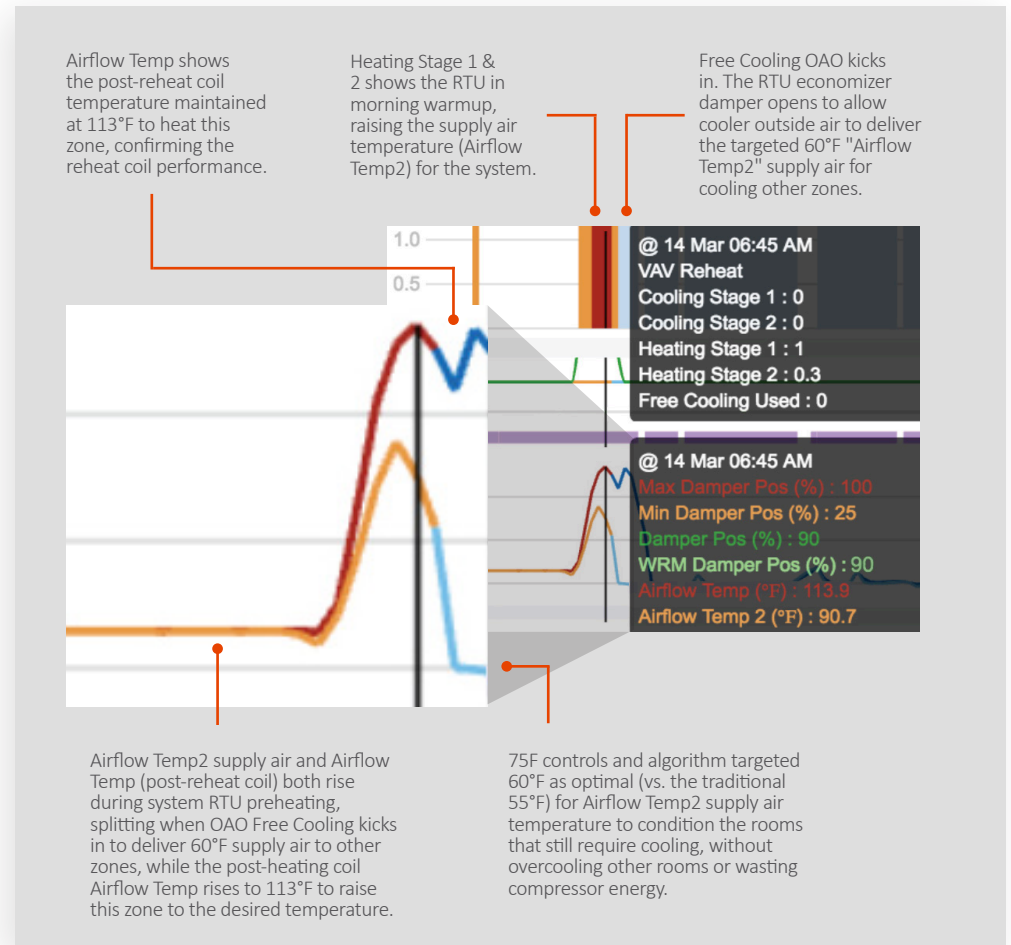 Airflow Temp shows
the post-reheat coil
temperature maintained
at 113°F to heat this
zone, confirming the
reheat coil performance.
Heating Stage 1 &
2 shows the RTU in
morning warmup,
raising the supply air
temperature (Airflow
Temp2) for the system.
Free Cooling OAO kicks
in. The RTU economizer
damper opens to allow
cooler outside air to deliver
the targeted 60°F "Airflow
Temp2" supply air for
cooling other zones.
1.0
0.5
@ 14 Mar 06:45 AM
VAV Reheat
Cooling Stage 1 : 0
Cooling Stage 2 : 0
Heating Stage 1 : 1
Heating Stage 2 : 0.3
Free Cooling Used : 0
@ 14 Mar 06:45 AM
Max Damper Pos (%) : 100
Min Damper Pos (%) : 25
Damper Pos (%) : 90
WRM Damper Pos (%) : 90
Airflow Temp (°F) : 113.9
Airflow Temp 2 (°F) : 90.7
Airflow Temp2 supply air and Airflow
Temp (post-reheat coil) both rise
during system RTU preheating,
splitting when OAO Free Cooling kicks
in to deliver 60°F supply air to other
zones, while the post-heating coil
Airflow Temp rises to 113°F to raise
this zone to the desired temperature.
75F controls and algorithm targeted
60°F as optimal (vs. the traditional
55°F) for Airflow Temp2 supply air
temperature to condition the rooms
that still require cooling, without
overcooling other rooms or wasting
compressor energy.